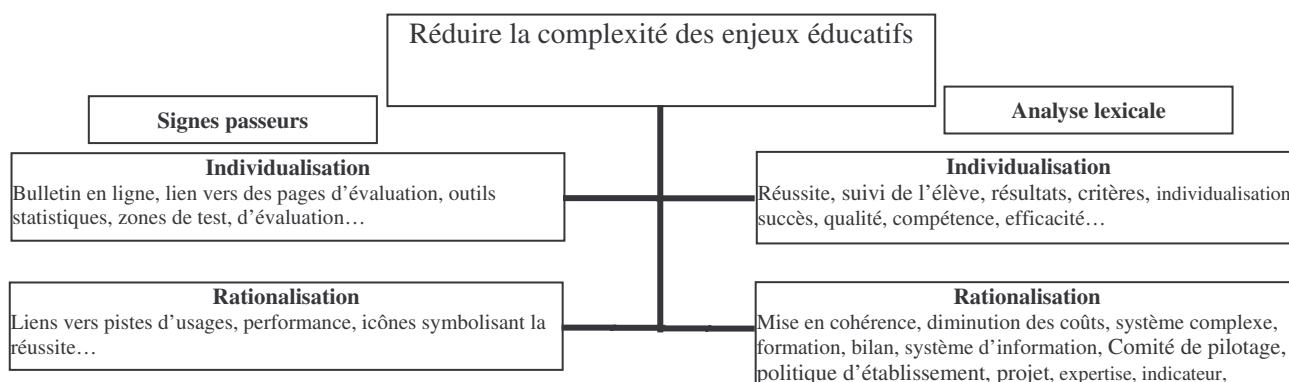 Réduire la complexité des enjeux éducatifs
Signes passeurs
Analyse lexicale
Individualisation
Bulletin en ligne, lien vers des pages d’évaluation, outils
statistiques, zones de test, d’évaluation…
Individualisation
Réussite, suivi de l’élève, résultats, critères, individualisation
succès, qualité, compétence, efficacité…
Rationalisation
Liens vers pistes d’usages, performance, icônes symbolisant la
réussite…
Rationalisation
Mise en cohérence, diminution des coûts, système complexe,
formation, bilan, système d’information, Comité de pilotage,
politique d’établissement, projet, expertise, indicateur,